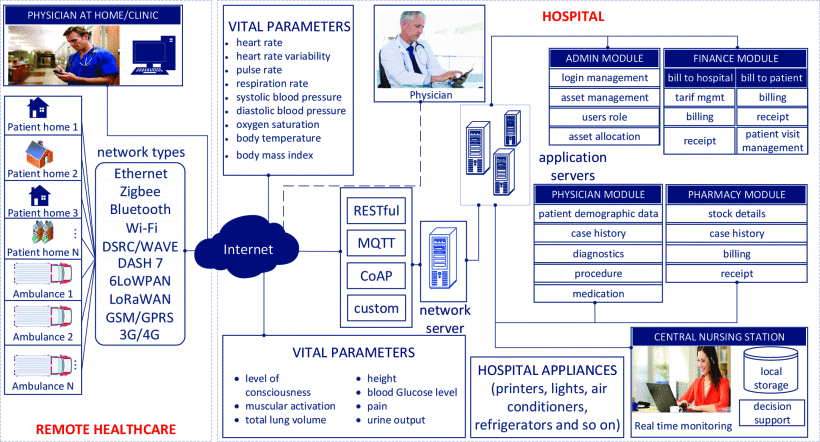 PHYSICIAN AT HOME/CLINIC
Patient home 1
Patient home 2
Patient home 3
Patient home N
Ambulance 1
Ambulance 2
Ambulance N
network types
Ethernet
Zigbee
Bluetooth
Wi-Fi
DSRC/WAVE
DASH 7
6LoWPAN
LoRaWAN
GSM/GPRS
3G/4G
REMOTE HEALTHCARE
VITAL PARAMETERS
• heart rate
• heart rate variability
• pulse rate
• respiration rate
• systolic blood pressure
• diastolic blood pressure
• oxygen saturation
• body temperature
• body mass index
Internet
VITAL PARAMETERS
• level of
consciousness
• muscular activation
• total lung volume
• height
• blood Glucose level
• pain
• urine output
HOSPITAL
Physician
RESTful
MQTT
CoAP
custom
network
server
application
servers
ADMIN MODULE
login management
asset management
users role
asset allocation
FINANCE MODULE
bill to hospital
bill to patient
tarif mgmt
billing
billing
receipt
receipt
patient visit
management
PHYSICIAN MODULE
patient demographic data
case history
diagnostics
procedure
medication
PHARMACY MODULE
stock details
case history
billing
receipt
HOSPITAL APPLIANCES
(printers, lights, air
conditioners,
refrigerators and so on)
CENTRAL NURSING STATION
Real time monitoring
local
storage
decision
support